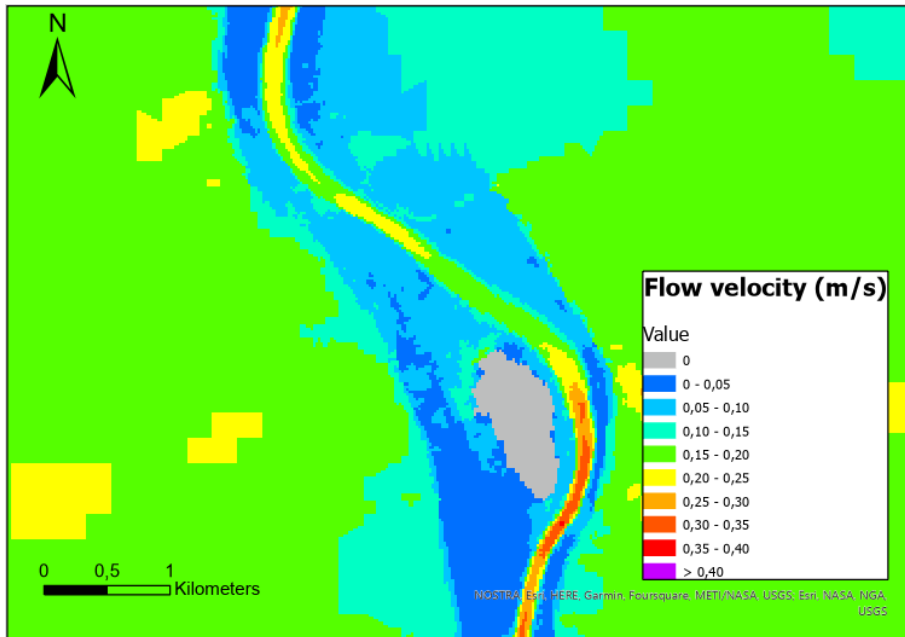 N
Flow velocity (m/s)
Value
0
0 - 0,05
0,05 - 0,10
0,10 - 0,15
0,15 - 0,20
0,20 - 0,25
0,25 - 0,30
0,30 - 0,35
0,35 - 0,40
> 0,40
0 0,5 1
Kilometers
MOSTRA, Esri, HERE, Garmin, Foursquare, METI/NASA, USGS; Esri, NASA, NGA,
USGS